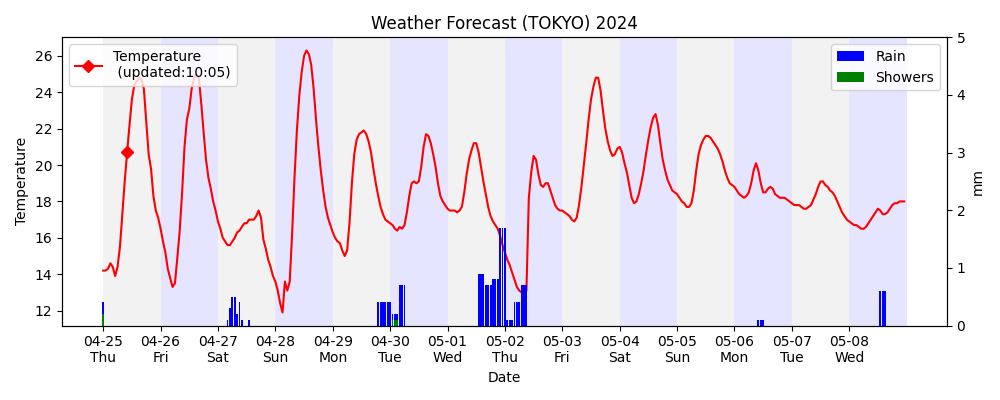 Weather Forecast (TOKYO) 2024
Temperature
(updated:10:05)
Rain
Showers
26
24
22
20
18
16
14
12
Temperature
5
4
3
2
1
0
mm
04-25 04-26 04-27 04-28 04-29 04-30 05-01 05-02 05-03 05-04 05-05 05-06 05-07 05-08
Thu Fri Sat Sun Mon Tue Wed Thu Fri Sat Sun Mon Tue Wed
Date